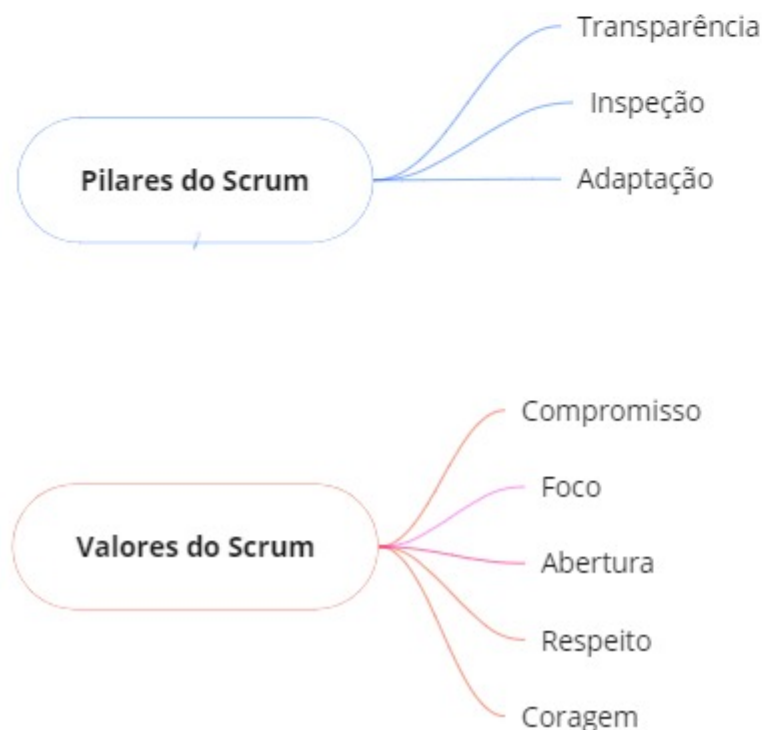 Pilares do Scrum
Transparência
Inspeção
Adaptação
Valores do Scrum
Compromisso
Foco
Abertura
Respeito
Coragem